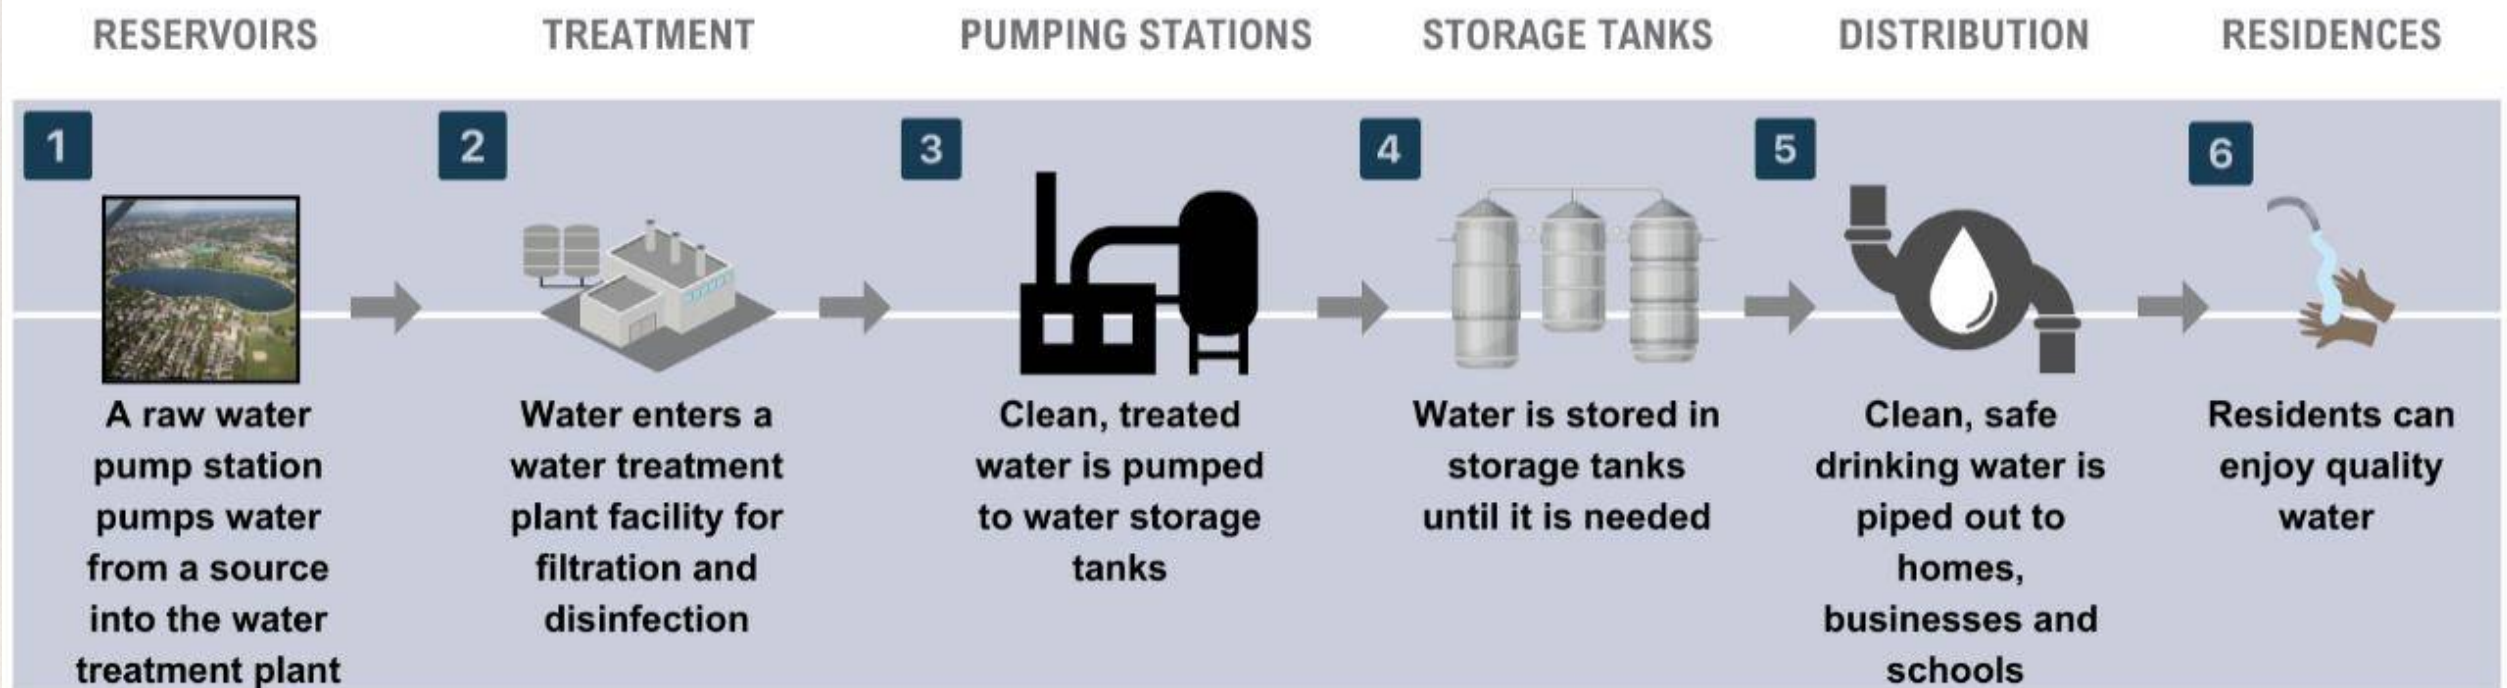 RESERVOIRS
TREATMENT
PUMPING STATIONS
STORAGE TANKS
DISTRIBUTION
RESIDENCES
1
A raw water
pump station
pumps water
from a source
into the water
treatment plant
2
Water enters a
water treatment
plant facility for
filtration and
disinfection
3
Clean, treated
water is pumped
to water storage
tanks
4
Water is stored in
storage tanks
until it is needed
5
Clean, safe
drinking water is
piped out to
homes,
businesses and
schools
6
Residents can
enjoy quality
water